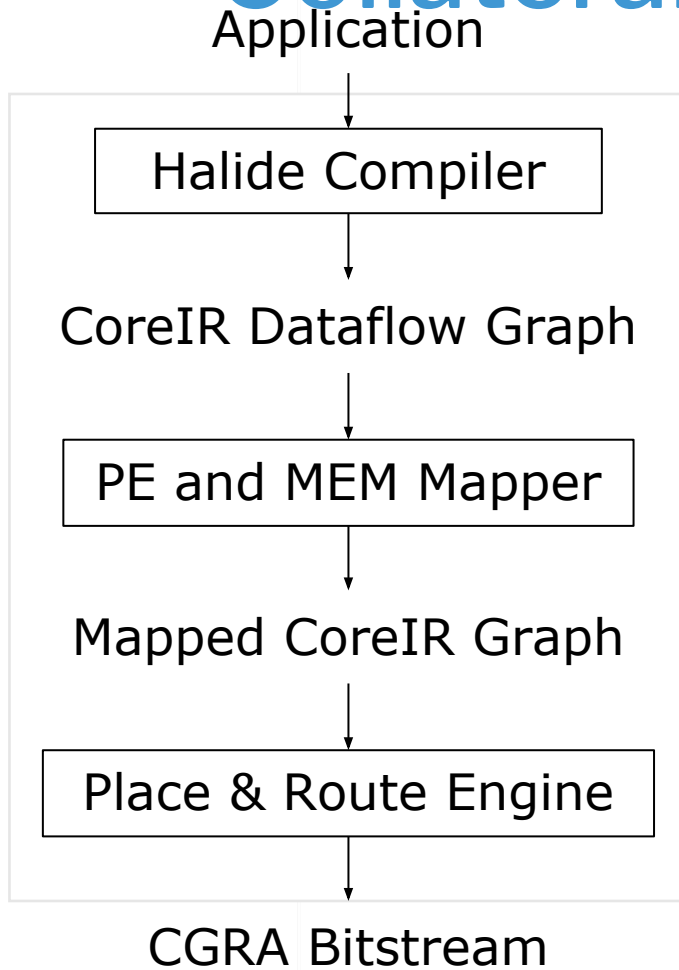 Application
Halide Compiler
CoreIR Dataflow Graph
PE and MEM Mapper
Mapped CoreIR Graph
Place & Route Engine
CGRA Bitstream